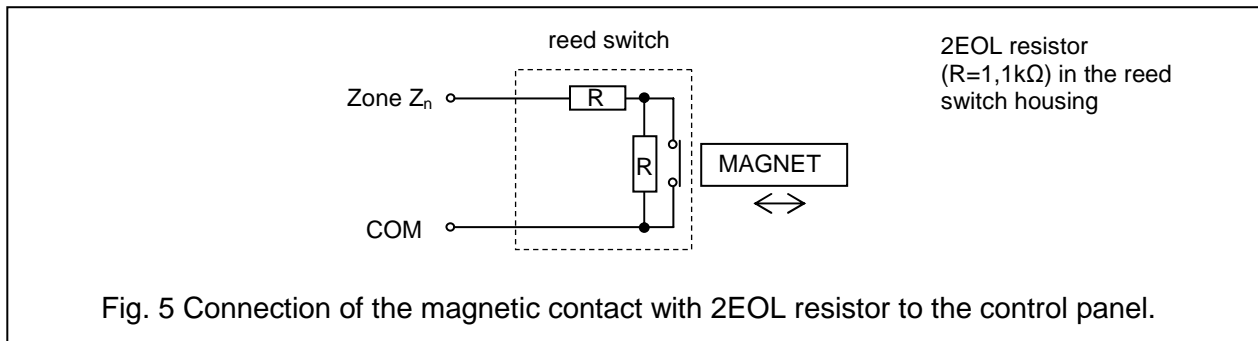 reed switch
2EOL resistor
(R=1,1kΩ) in the reed
switch housing
Zone Zn
R
R
MAGNET
COM
Fig. 5 Connection of the magnetic contact with 2EOL resistor to the control panel.